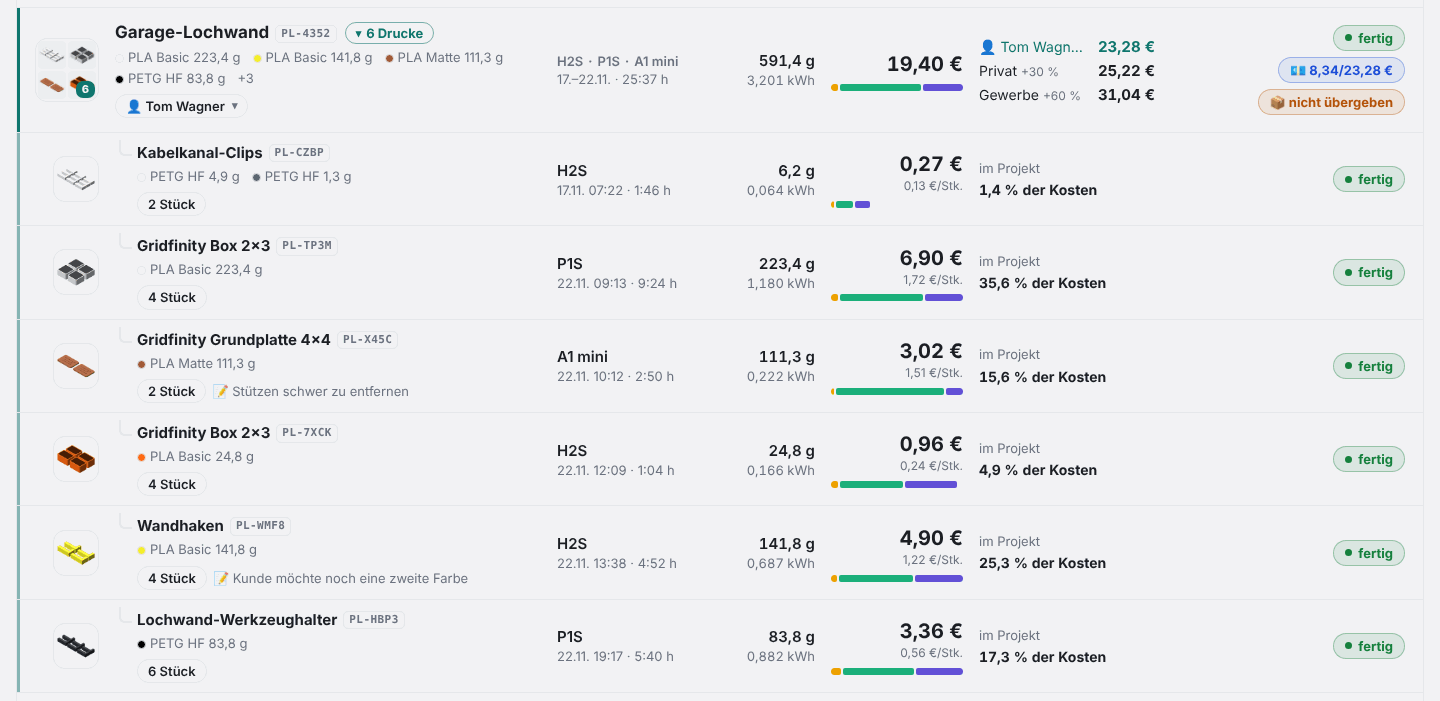 Garage-Lochwand PL-4352 ▾ 6 Drucke
PLA Basic 223,4 g PLA Basic 141,8 g PLA Matte 111,3 g
PETG HF 83,8 g +3
6
👤 Tom Wagner ▾
H2S · P1S · A1 mini
17.–22.11. · 25:37 h
591,4 g
3,201 kWh
19,40 €
👤 Tom Wagn... 23,28 €
Privat +30 % 25,22 €
Gewerbe +60 % 31,04 €
fertig
💶 8,34/23,28 €
📦 nicht übergeben
Kabelkanal-Clips PL-CZBP
PETG HF 4,9 g PETG HF 1,3 g
2 Stück
H2S
17.11. 07:22 · 1:46 h
6,2 g
0,064 kWh
0,27 €
0,13 €/Stk.
im Projekt
1,4 % der Kosten
fertig
Gridfinity Box 2×3 PL-TP3M
PLA Basic 223,4 g
4 Stück
P1S
22.11. 09:13 · 9:24 h
223,4 g
1,180 kWh
6,90 €
1,72 €/Stk.
im Projekt
35,6 % der Kosten
fertig
Gridfinity Grundplatte 4×4 PL-X45C
PLA Matte 111,3 g
2 Stück 📝 Stützen schwer zu entfernen
A1 mini
22.11. 10:12 · 2:50 h
111,3 g
0,222 kWh
3,02 €
1,51 €/Stk.
im Projekt
15,6 % der Kosten
fertig
Gridfinity Box 2×3 PL-7XCK
PLA Basic 24,8 g
4 Stück
H2S
22.11. 12:09 · 1:04 h
24,8 g
0,166 kWh
0,96 €
0,24 €/Stk.
im Projekt
4,9 % der Kosten
fertig
Wandhaken PL-WMF8
PLA Basic 141,8 g
4 Stück 📝 Kunde möchte noch eine zweite Farbe
H2S
22.11. 13:38 · 4:52 h
141,8 g
0,687 kWh
4,90 €
1,22 €/Stk.
im Projekt
25,3 % der Kosten
fertig
Lochwand-Werkzeughalter PL-HBP3
PETG HF 83,8 g
6 Stück
P1S
22.11. 19:17 · 5:40 h
83,8 g
0,882 kWh
3,36 €
0,56 €/Stk.
im Projekt
17,3 % der Kosten
fertig